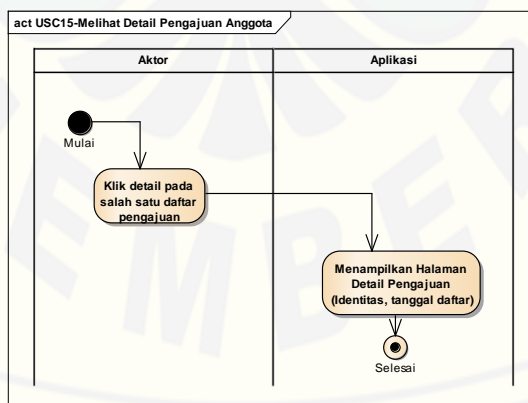 act USC15-Melihat Detail Pengajuan Anggota
Aktor
Aplikasi
Mulai
Klik detail pada
salah satu daftar
pengajuan
Menampilkan Halaman
Detail Pengajuan
(Identitas, tanggal daftar)
Selesai